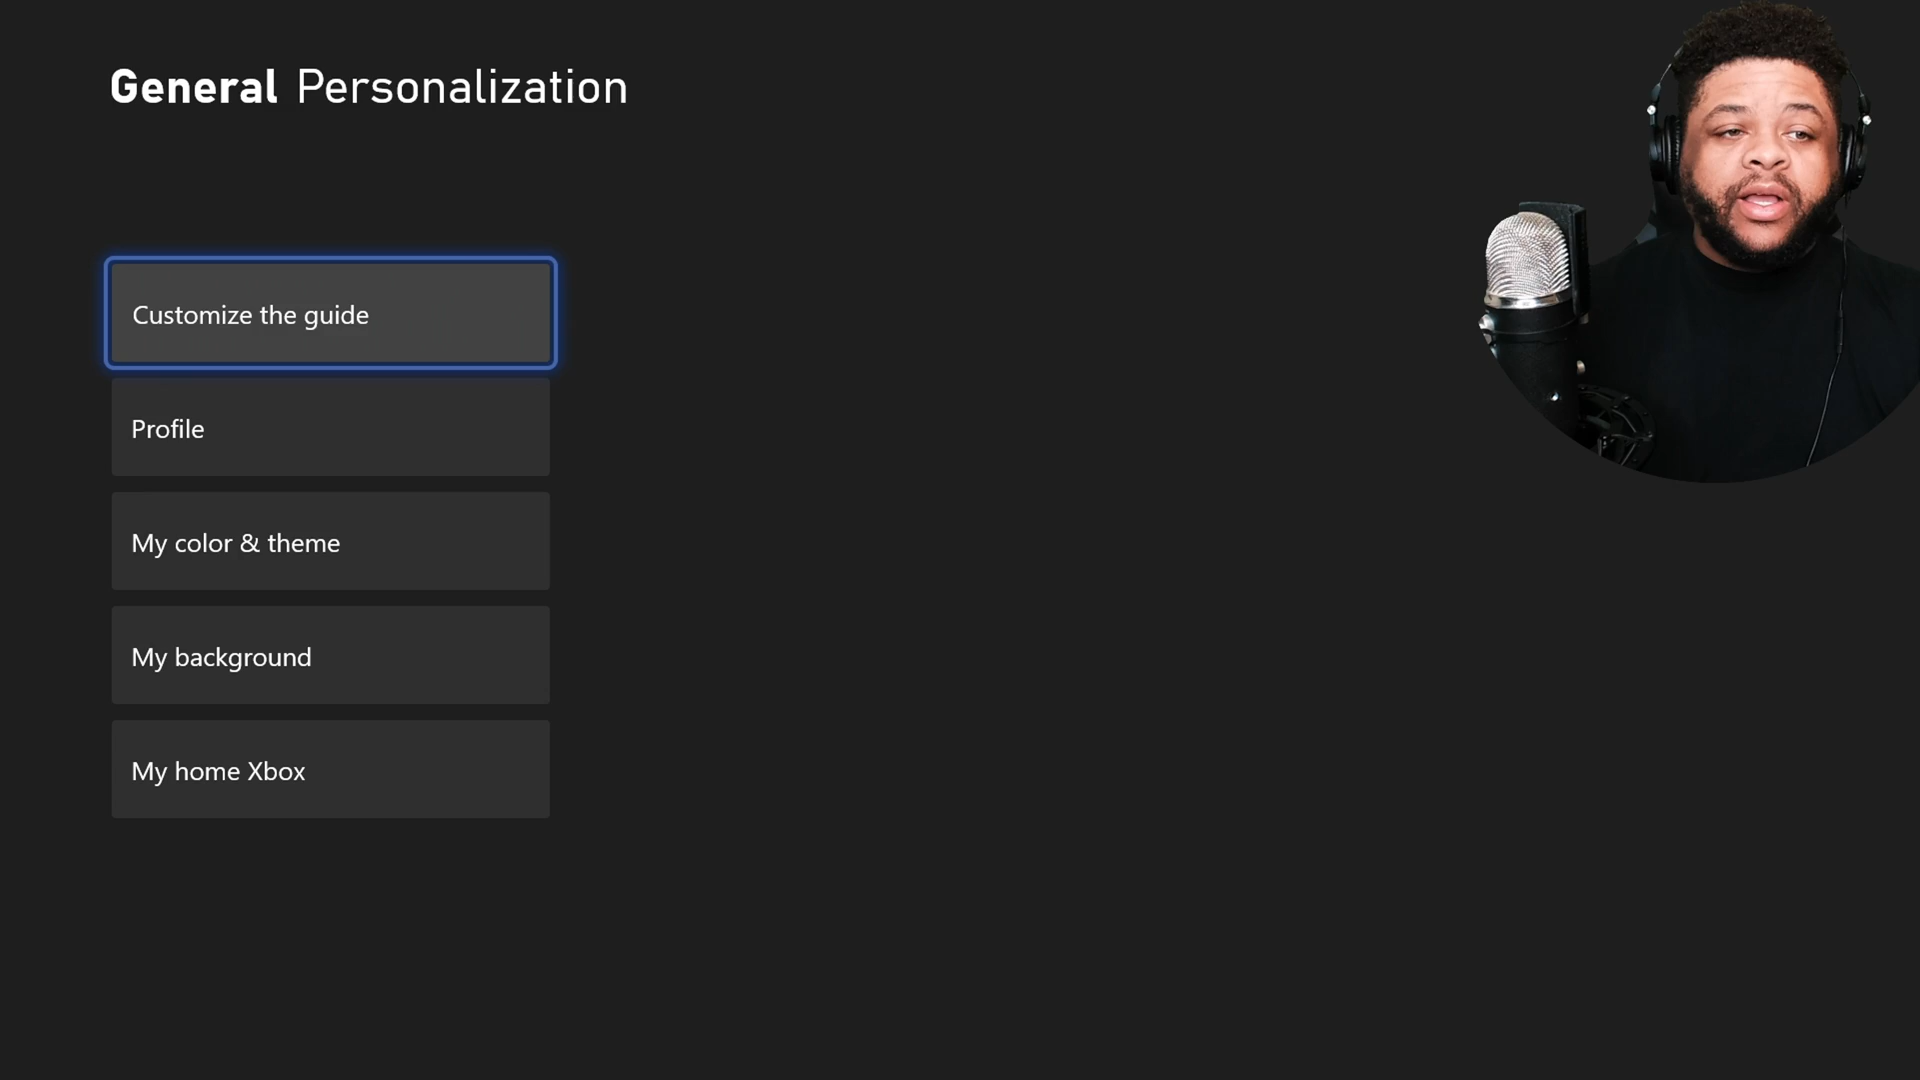 General Personalization
Customize the guide
Profile
My color & theme
My background
My home Xbox